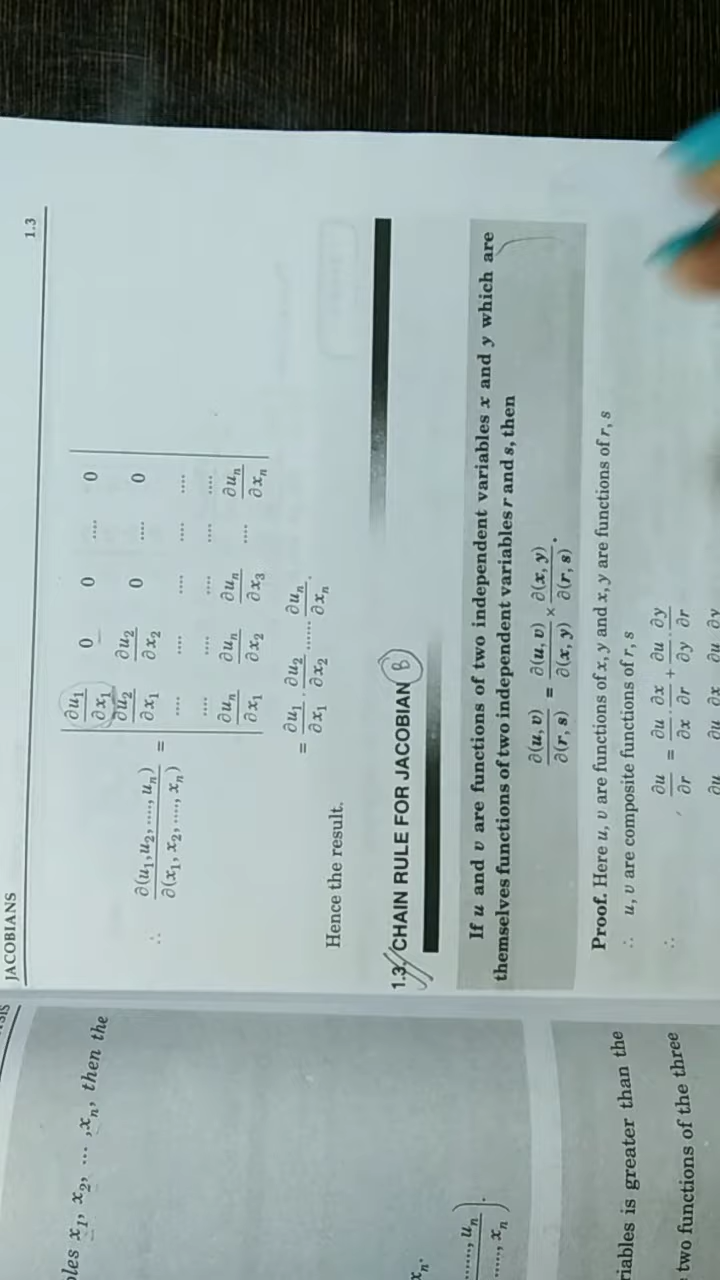 JACOBIANS 1.3
| ∂u₁/∂x₁ 0 0 .... 0 |
| ∂u₂/∂x₁ ∂u₂/∂x₂ 0 .... 0 |
∴ ∂(u₁,u₂,....,uₙ)/∂(x₁, x₂,...., xₙ) = | .... .... .... .... .... |
| .... .... .... .... .... |
| ∂uₙ/∂x₁ ∂uₙ/∂x₂ ∂uₙ/∂x₃ .... ∂uₙ/∂xₙ |
= ∂u₁/∂x₁ . ∂u₂/∂x₂ ...... ∂uₙ/∂xₙ .
Hence the result.
1.3 CHAIN RULE FOR JACOBIAN
If u and v are functions of two independent variables x and y which are
themselves functions of two independent variables r and s, then
∂(u, v)/∂(r, s) = ∂(u, v)/∂(x, y) × ∂(x, y)/∂(r, s) .
Proof. Here u, v are functions of x, y and x, y are functions of r, s
∴ u, v are composite functions of r, s
∴ ∂u/∂r = ∂u/∂x . ∂x/∂r + ∂u/∂y . ∂y/∂r
∂u ∂u ∂x ∂u ∂y
x₁, x₂, ... ,xₙ, then the
xₙ.
......, uₙ
......, xₙ ).
is greater than the
two functions of the three